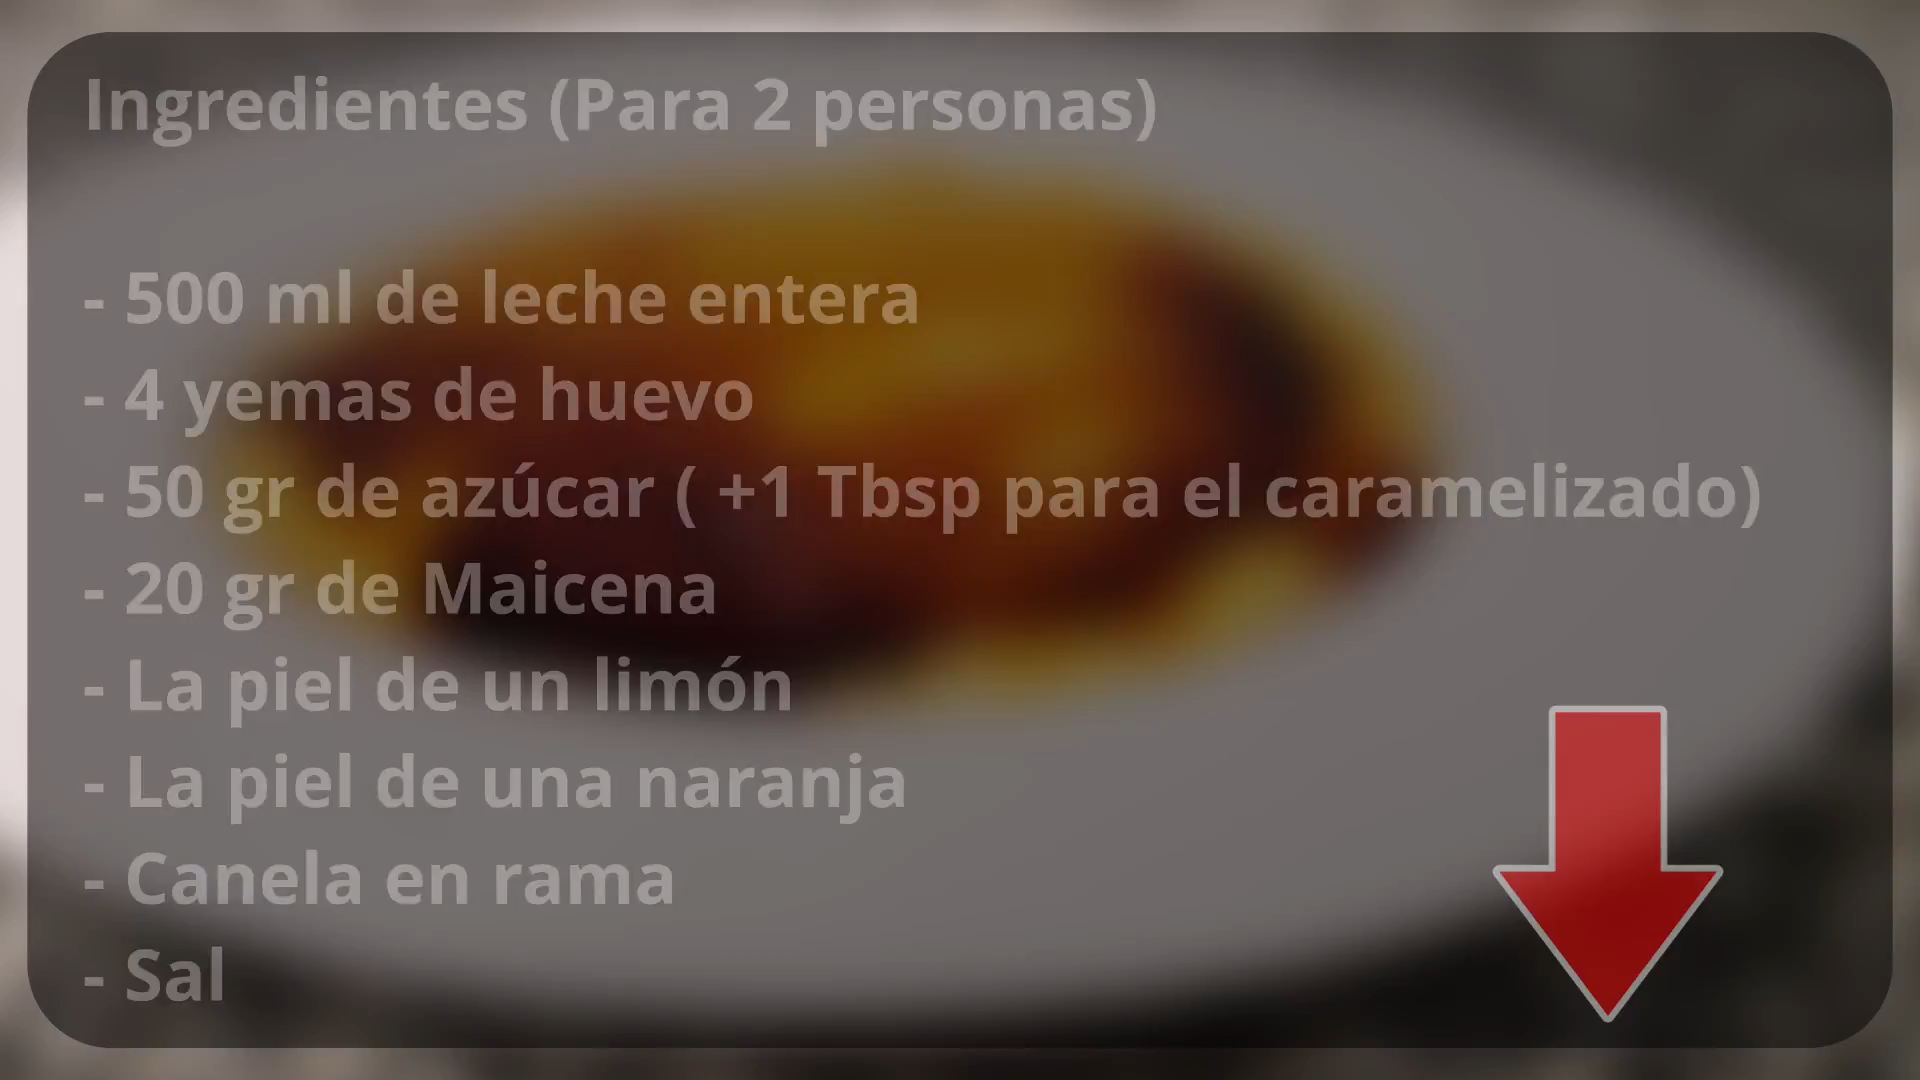 Ingredientes (Para 2 personas)
- 500 ml de leche entera
- 4 yemas de huevo
- 50 gr de azúcar ( +1 Tbsp para el caramelizado)
- 20 gr de Maicena
- La piel de un limón
- La piel de una naranja
- Canela en rama
- Sal